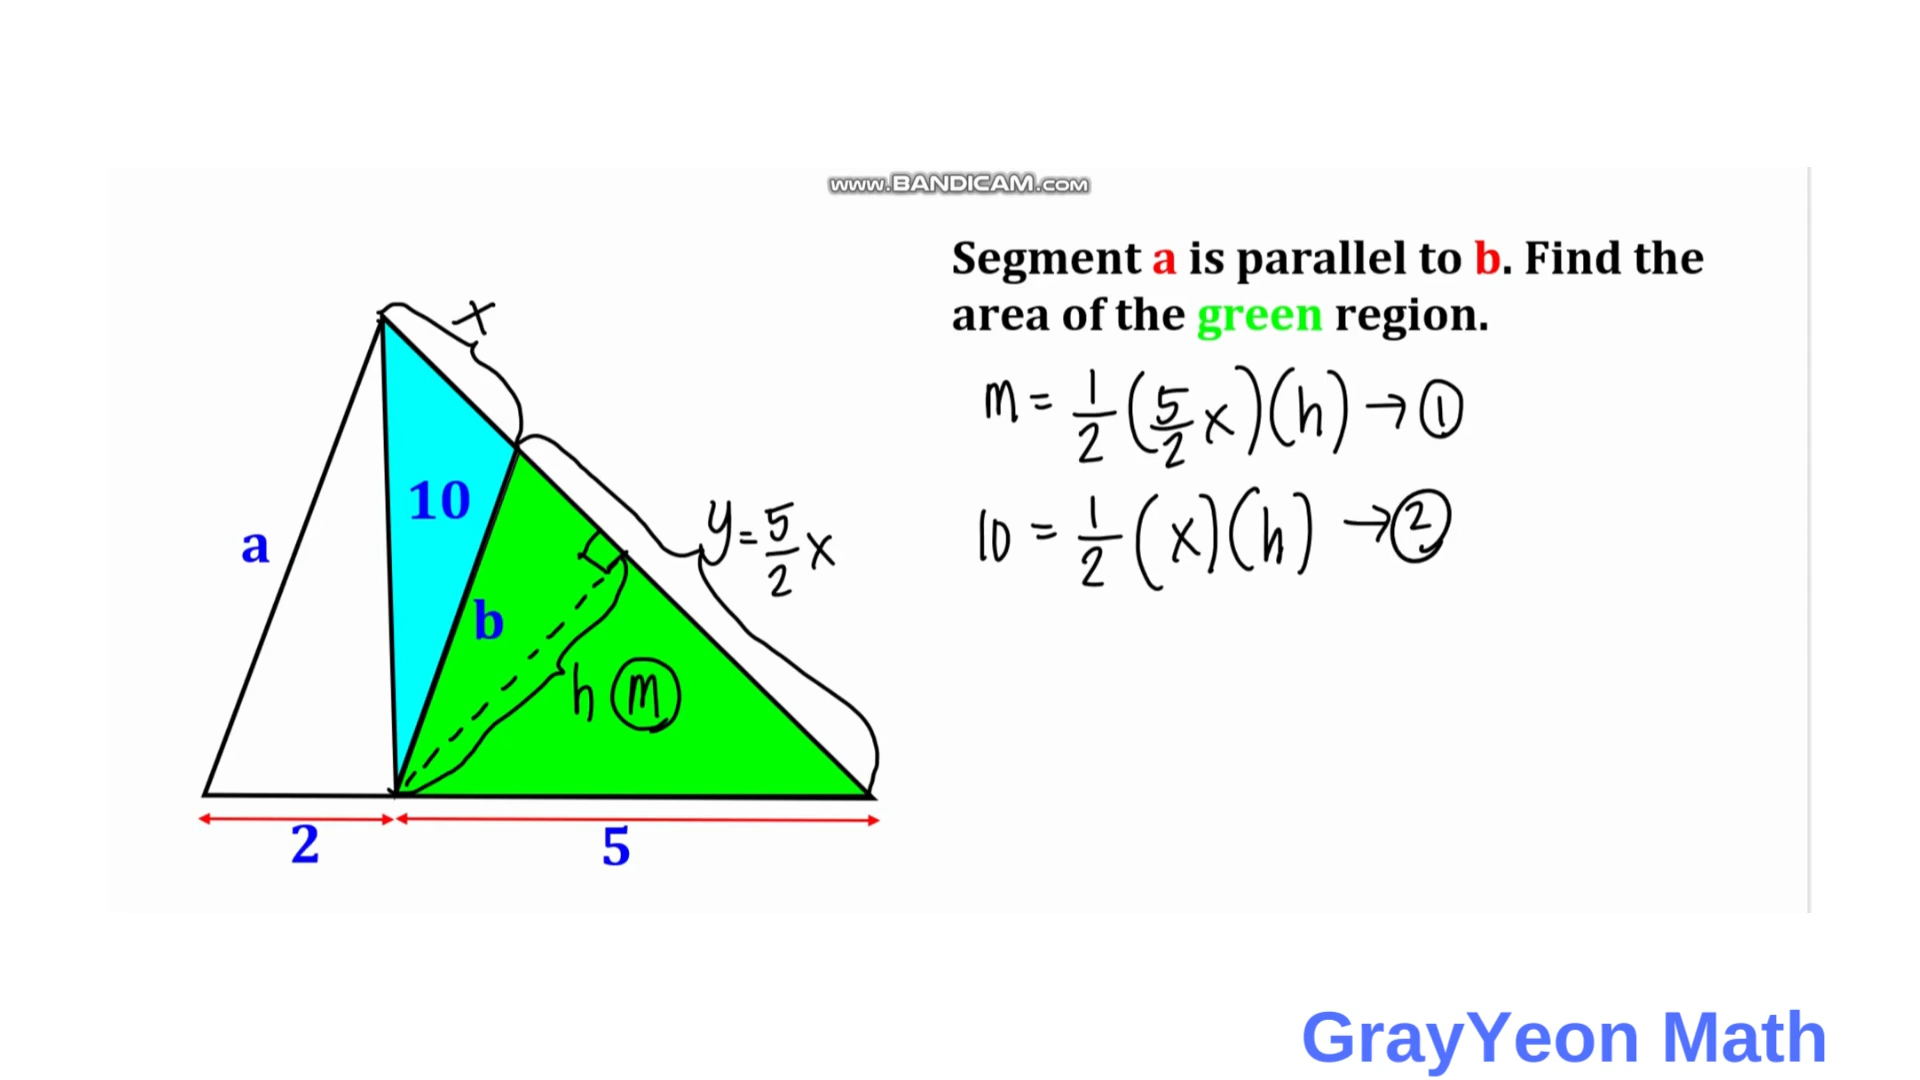 www.BANDICAM.com
Segment a is parallel to b. Find the
area of the green region.
x
m = 1/2 (5/2 x)(h) → ①
10
y = 5/2 x
10 = 1/2 (x)(h) → ②
a
b
h m
2
5
GrayYeon Math